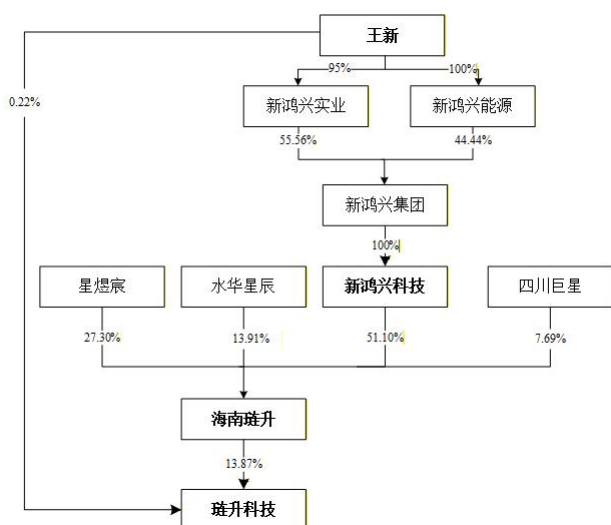 王新
95%
100%
0.22%
新鸿兴实业
新鸿兴能源
55.56%
44.44%
新鸿兴集团
100%
星煜宸
水华星辰
新鸿兴科技
四川巨星
27.30%
13.91%
51.10%
7.69%
海南琏升
13.87%
琏升科技